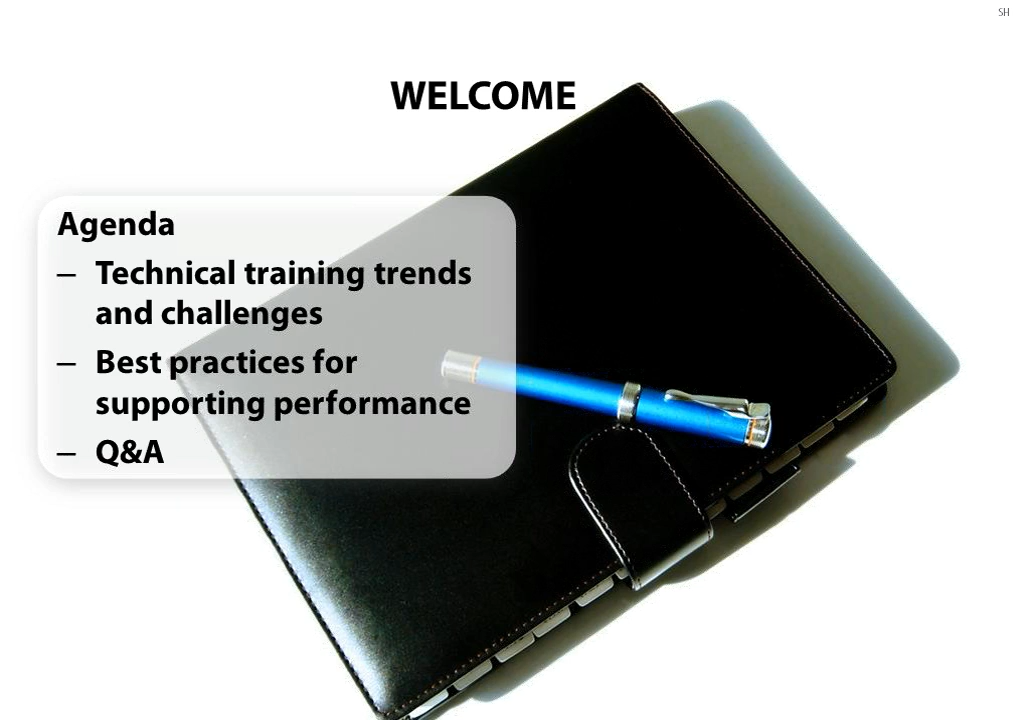 SH
WELCOME
Agenda
– Technical training trends
and challenges
– Best practices for
supporting performance
– Q&A